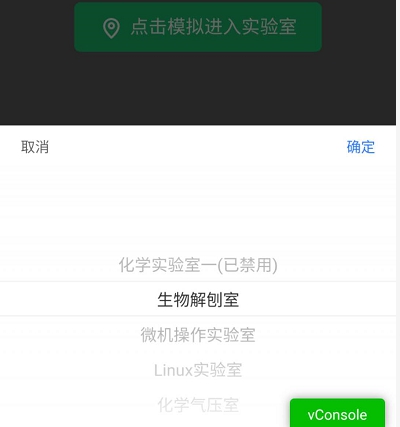 点击模拟进入实验室
取消 确定
化学实验室一(已禁用)
生物解刨室
微机操作实验室
Linux实验室
化学气压室
vConsole